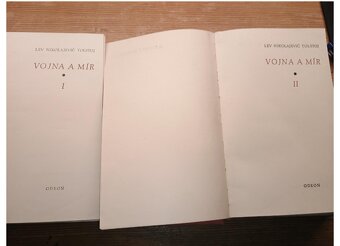 LEV NIKOLAJEVIČ TOLSTOJ
VOJNA A MÍR
I
ODEON
LEV NIKOLAJEVIČ TOLSTOJ
VOJNA A MÍR
II
ODEON